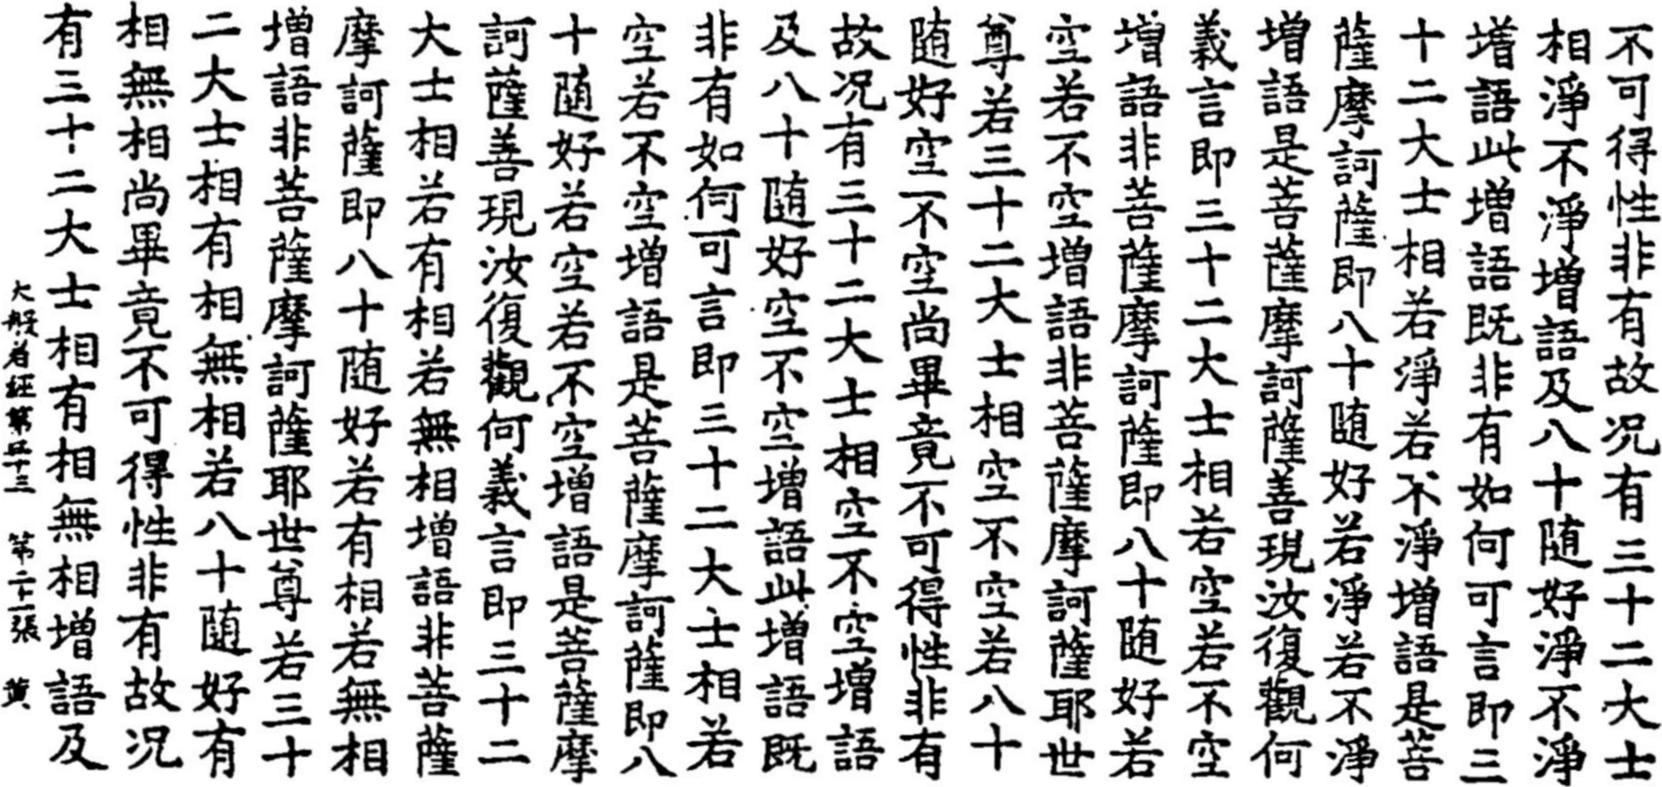 不可得性非有故况有三十二大士
相淨不淨增語及八十随好淨不淨
增語此增語既非有如何可言即三
十二大士相若淨若不淨增語是菩
薩摩訶薩即八十随好若淨若不淨
增語是菩薩摩訶薩善現汝復觀何
義言即三十二大士相若空若不空
增語非菩薩摩訶薩即八十随好若
空若不空增語非菩薩摩訶薩耶世
尊若三十二大士相空不空若八十
随好空不空尚畢竟不可得性非有
故况有三十二大士相空不空增語
及八十随好空不空增語此增語既
非有如何可言即三十二大士相若
空若不空增語是菩薩摩訶薩即八
十随好若空若不空增語是菩薩摩
訶薩善現汝復觀何義言即三十二
大士相若有相若無相增語非菩薩
摩訶薩即八十随好若有相若無相
增語非菩薩摩訶薩耶世尊若三十
二大士相有相無相若八十随好有
相無相尚畢竟不可得性非有故况
有三十二大士相有相無相增語及
大般若經第五十三 第二十一張 黄